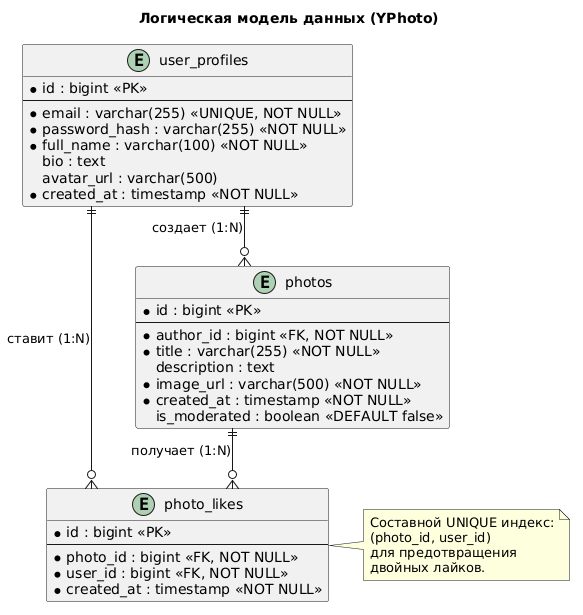 Логическая модель данных (YPhoto)
E user_profiles
id : bigint «PK»
email : varchar(255) «UNIQUE, NOT NULL»
password_hash : varchar(255) «NOT NULL»
full_name : varchar(100) «NOT NULL»
bio : text
avatar_url : varchar(500)
created_at : timestamp «NOT NULL»
создает (1:N)
E photos
id : bigint «PK»
author_id : bigint «FK, NOT NULL»
title : varchar(255) «NOT NULL»
description : text
image_url : varchar(500) «NOT NULL»
created_at : timestamp «NOT NULL»
is_moderated : boolean «DEFAULT false»
ставит (1:N)
получает (1:N)
E photo_likes
id : bigint «PK»
photo_id : bigint «FK, NOT NULL»
user_id : bigint «FK, NOT NULL»
created_at : timestamp «NOT NULL»
Составной UNIQUE индекс:
(photo_id, user_id)
для предотвращения
двойных лайков.